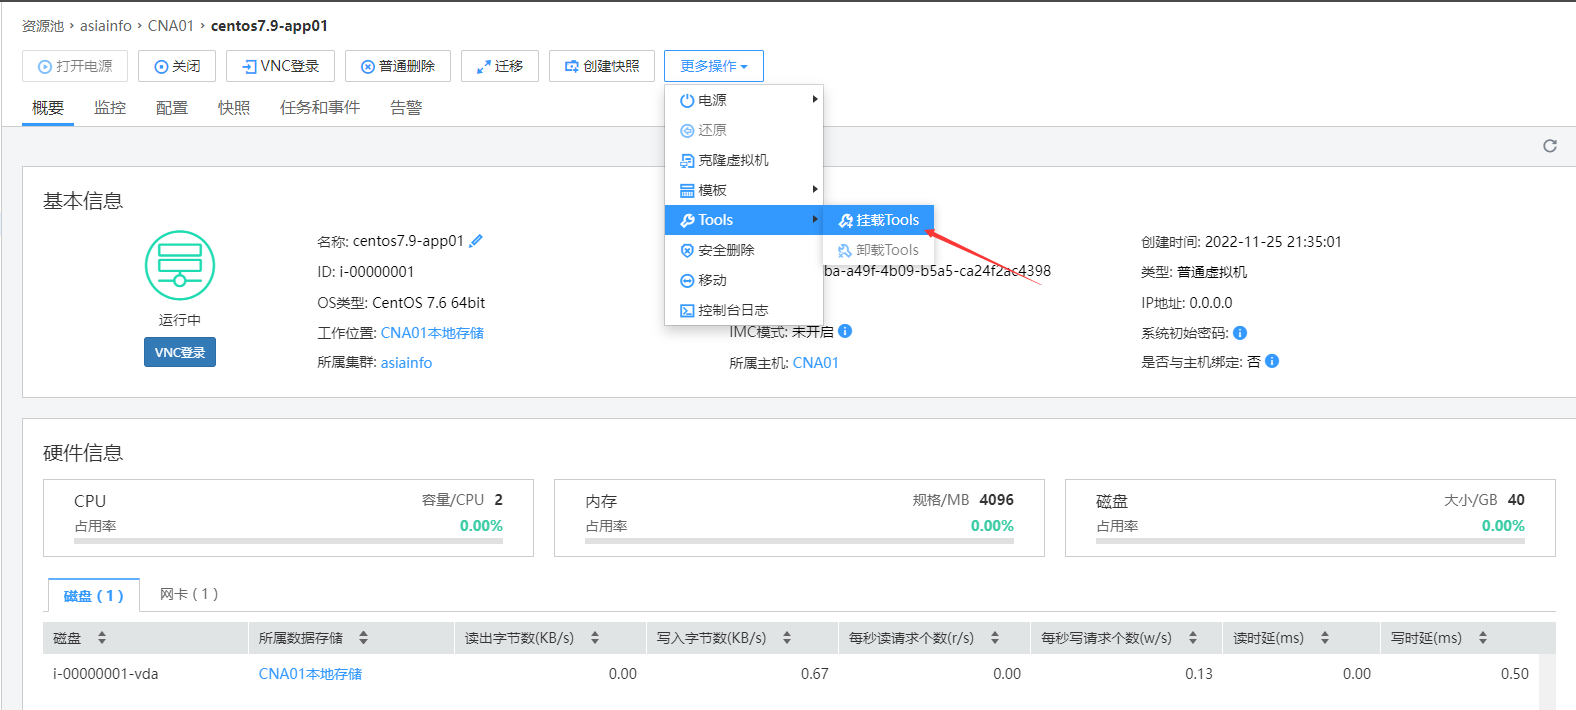 资源池 › asiainfo › CNA01 › centos7.9-app01
打开电源 关闭 VNC登录 普通删除 迁移 创建快照 更多操作
概要 监控 配置 快照 任务和事件 告警
电源
还原
克隆虚拟机
模板
Tools
安全删除
移动
控制台日志
挂载Tools
卸载Tools
基本信息
运行中
VNC登录
名称: centos7.9-app01
ID: i-00000001
OS类型: CentOS 7.6 64bit
工作位置: CNA01本地存储
所属集群: asiainfo
ba-a49f-4b09-b5a5-ca24f2ac4398
IMC模式: 未开启
所属主机: CNA01
创建时间: 2022-11-25 21:35:01
类型: 普通虚拟机
IP地址: 0.0.0.0
系统初始密码:
是否与主机绑定: 否
硬件信息
CPU 容量/CPU 2
占用率 0.00%
内存 规格/MB 4096
占用率 0.00%
磁盘 大小/GB 40
占用率 0.00%
磁盘 ( 1 ) 网卡 ( 1 )
磁盘 所属数据存储 读出字节数(KB/s) 写入字节数(KB/s) 每秒读请求个数(r/s) 每秒写请求个数(w/s) 读时延(ms) 写时延(ms)
i-00000001-vda CNA01本地存储 0.00 0.67 0.00 0.13 0.00 0.50